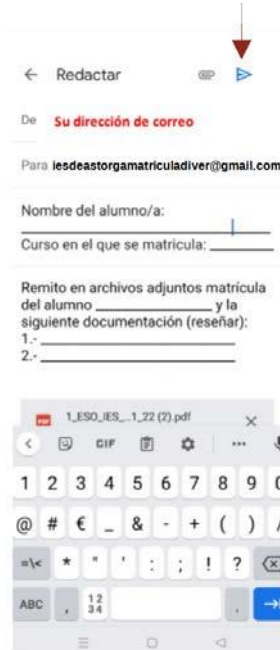 Redactar
De Su dirección de correo
Para iesdeastorgamatriculadiver@gmail.com
Nombre del alumno/a:
Curso en el que se matricula:
Remito en archivos adjuntos matrícula
del alumno ________ y la
siguiente documentación (reseñar):
1.-
2.-
1_ESO_IES_...1_22 (2).pdf
GIF
1 2 3 4 5 6 7 8 9 0
@ # € _ & - + ( ) /
=\< * " ' : ; ! ?
ABC , 12 34 .